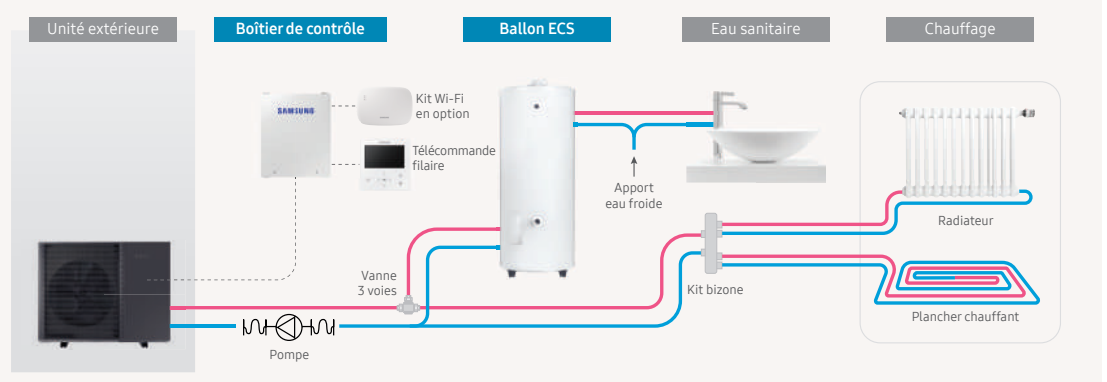 Unité extérieure
Boîtier de contrôle
Ballon ECS
Eau sanitaire
Chauffage
SAMSUNG
Kit Wi-Fi
en option
Télécommande
filaire
Apport
eau froide
Radiateur
Vanne
3 voies
Kit bizone
Plancher chauffant
Pompe